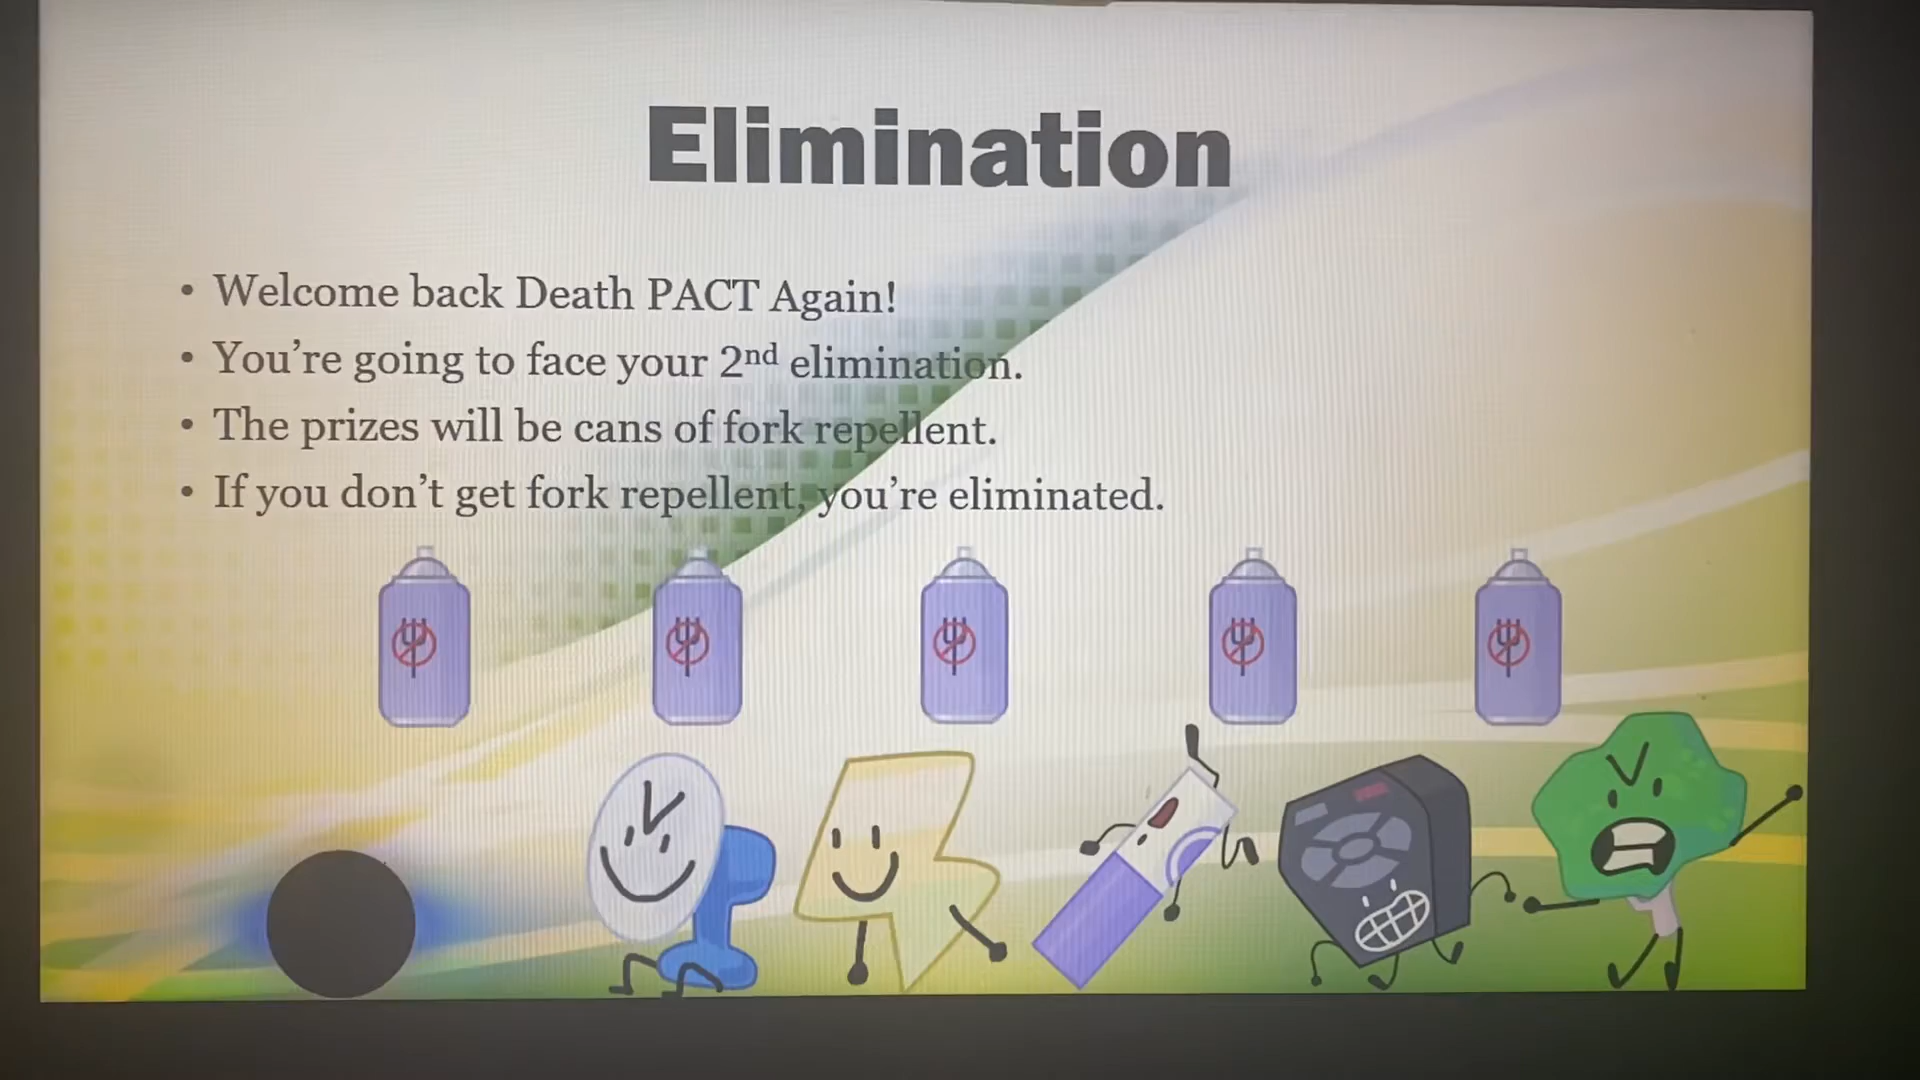 Elimination
• Welcome back Death PACT Again!
• You're going to face your 2nd elimination.
• The prizes will be cans of fork repellent.
• If you don't get fork repellent, you're eliminated.